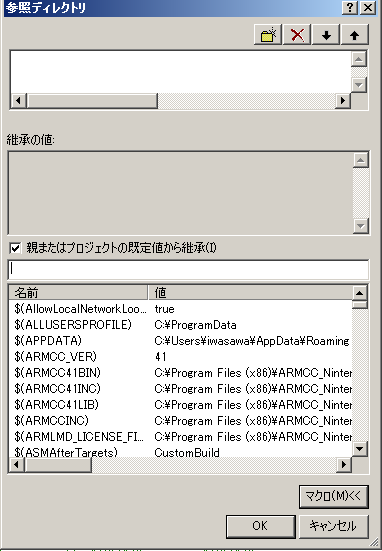 参照ディレクトリ
継承の値:
親またはプロジェクトの既定値から継承(I)
名前 値
$(AllowLocalNetworkLoo... true
$(ALLUSERSPROFILE) C:¥ProgramData
$(APPDATA) C:¥Users¥iwasawa¥AppData¥Roaming
$(ARMCC_VER) 41
$(ARMCC41BIN) C:¥Program Files (x86)¥ARMCC_Ninter
$(ARMCC41INC) C:¥Program Files (x86)¥ARMCC_Ninter
$(ARMCC41LIB) C:¥Program Files (x86)¥ARMCC_Ninter
$(ARMCCINC) C:¥Program Files (x86)¥ARMCC_Ninter
$(ARMLMD_LICENSE_FI... C:¥Program Files (x86)¥ARMCC_Ninter
$(ASMAfterTargets) CustomBuild
マクロ(M)<<
OK キャンセル